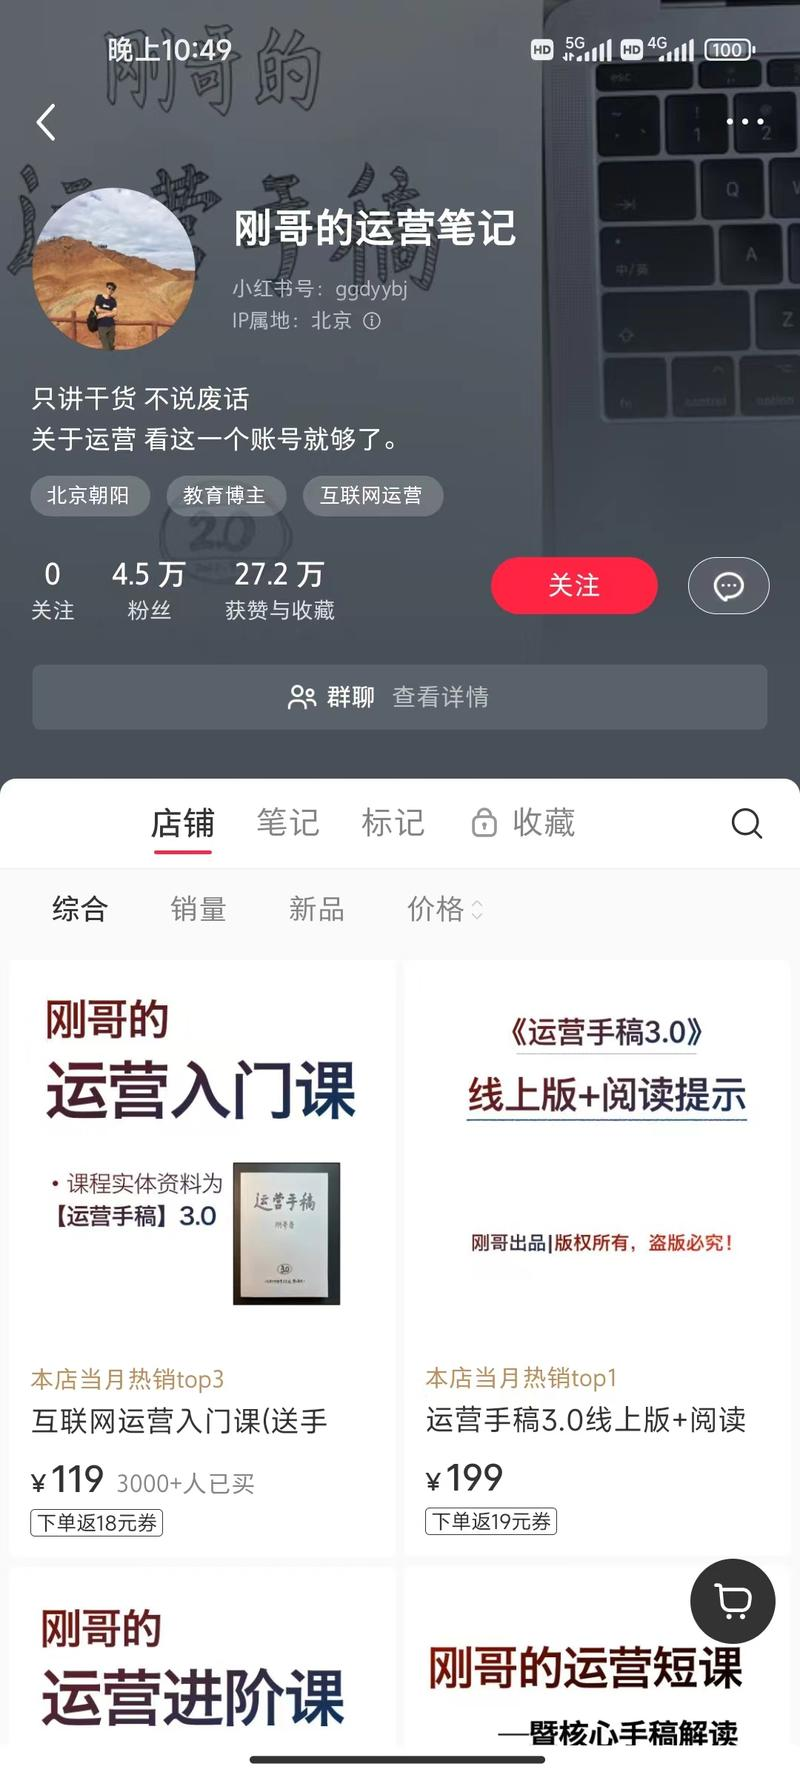 晚上10:49
HD 5G HD 4G 100
刚哥的
运营手稿
刚哥的运营笔记
小红书号：ggdyybj
IP属地：北京
只讲干货 不说废话
关于运营 看这一个账号就够了。
北京朝阳 教育博主 互联网运营
2.0
0 4.5万 27.2万
关注 粉丝 获赞与收藏
关注
群聊 查看详情
店铺 笔记 标记 收藏
综合 销量 新品 价格
刚哥的
运营入门课
•课程实体资料为
【运营手稿】3.0
运营手稿
3.0
本店当月热销top3
互联网运营入门课(送手
¥119 3000+人已买
下单返18元券
《运营手稿3.0》
线上版+阅读提示
刚哥出品|版权所有，盗版必究！
本店当月热销top1
运营手稿3.0线上版+阅读
¥199
下单返19元券
刚哥的
运营进阶课
刚哥的运营短课
—暨核心手稿解读